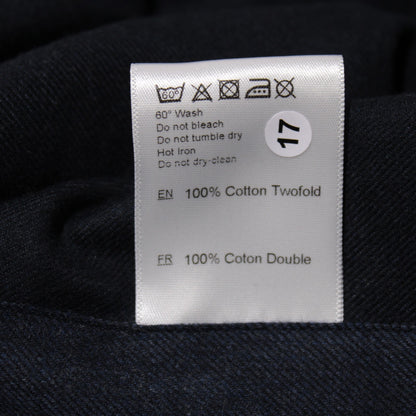 60°
60° Wash
Do not bleach
Do not tumble dry
Hot Iron
Do not dry-clean
17
EN 100% Cotton Twofold
FR 100% Coton Double